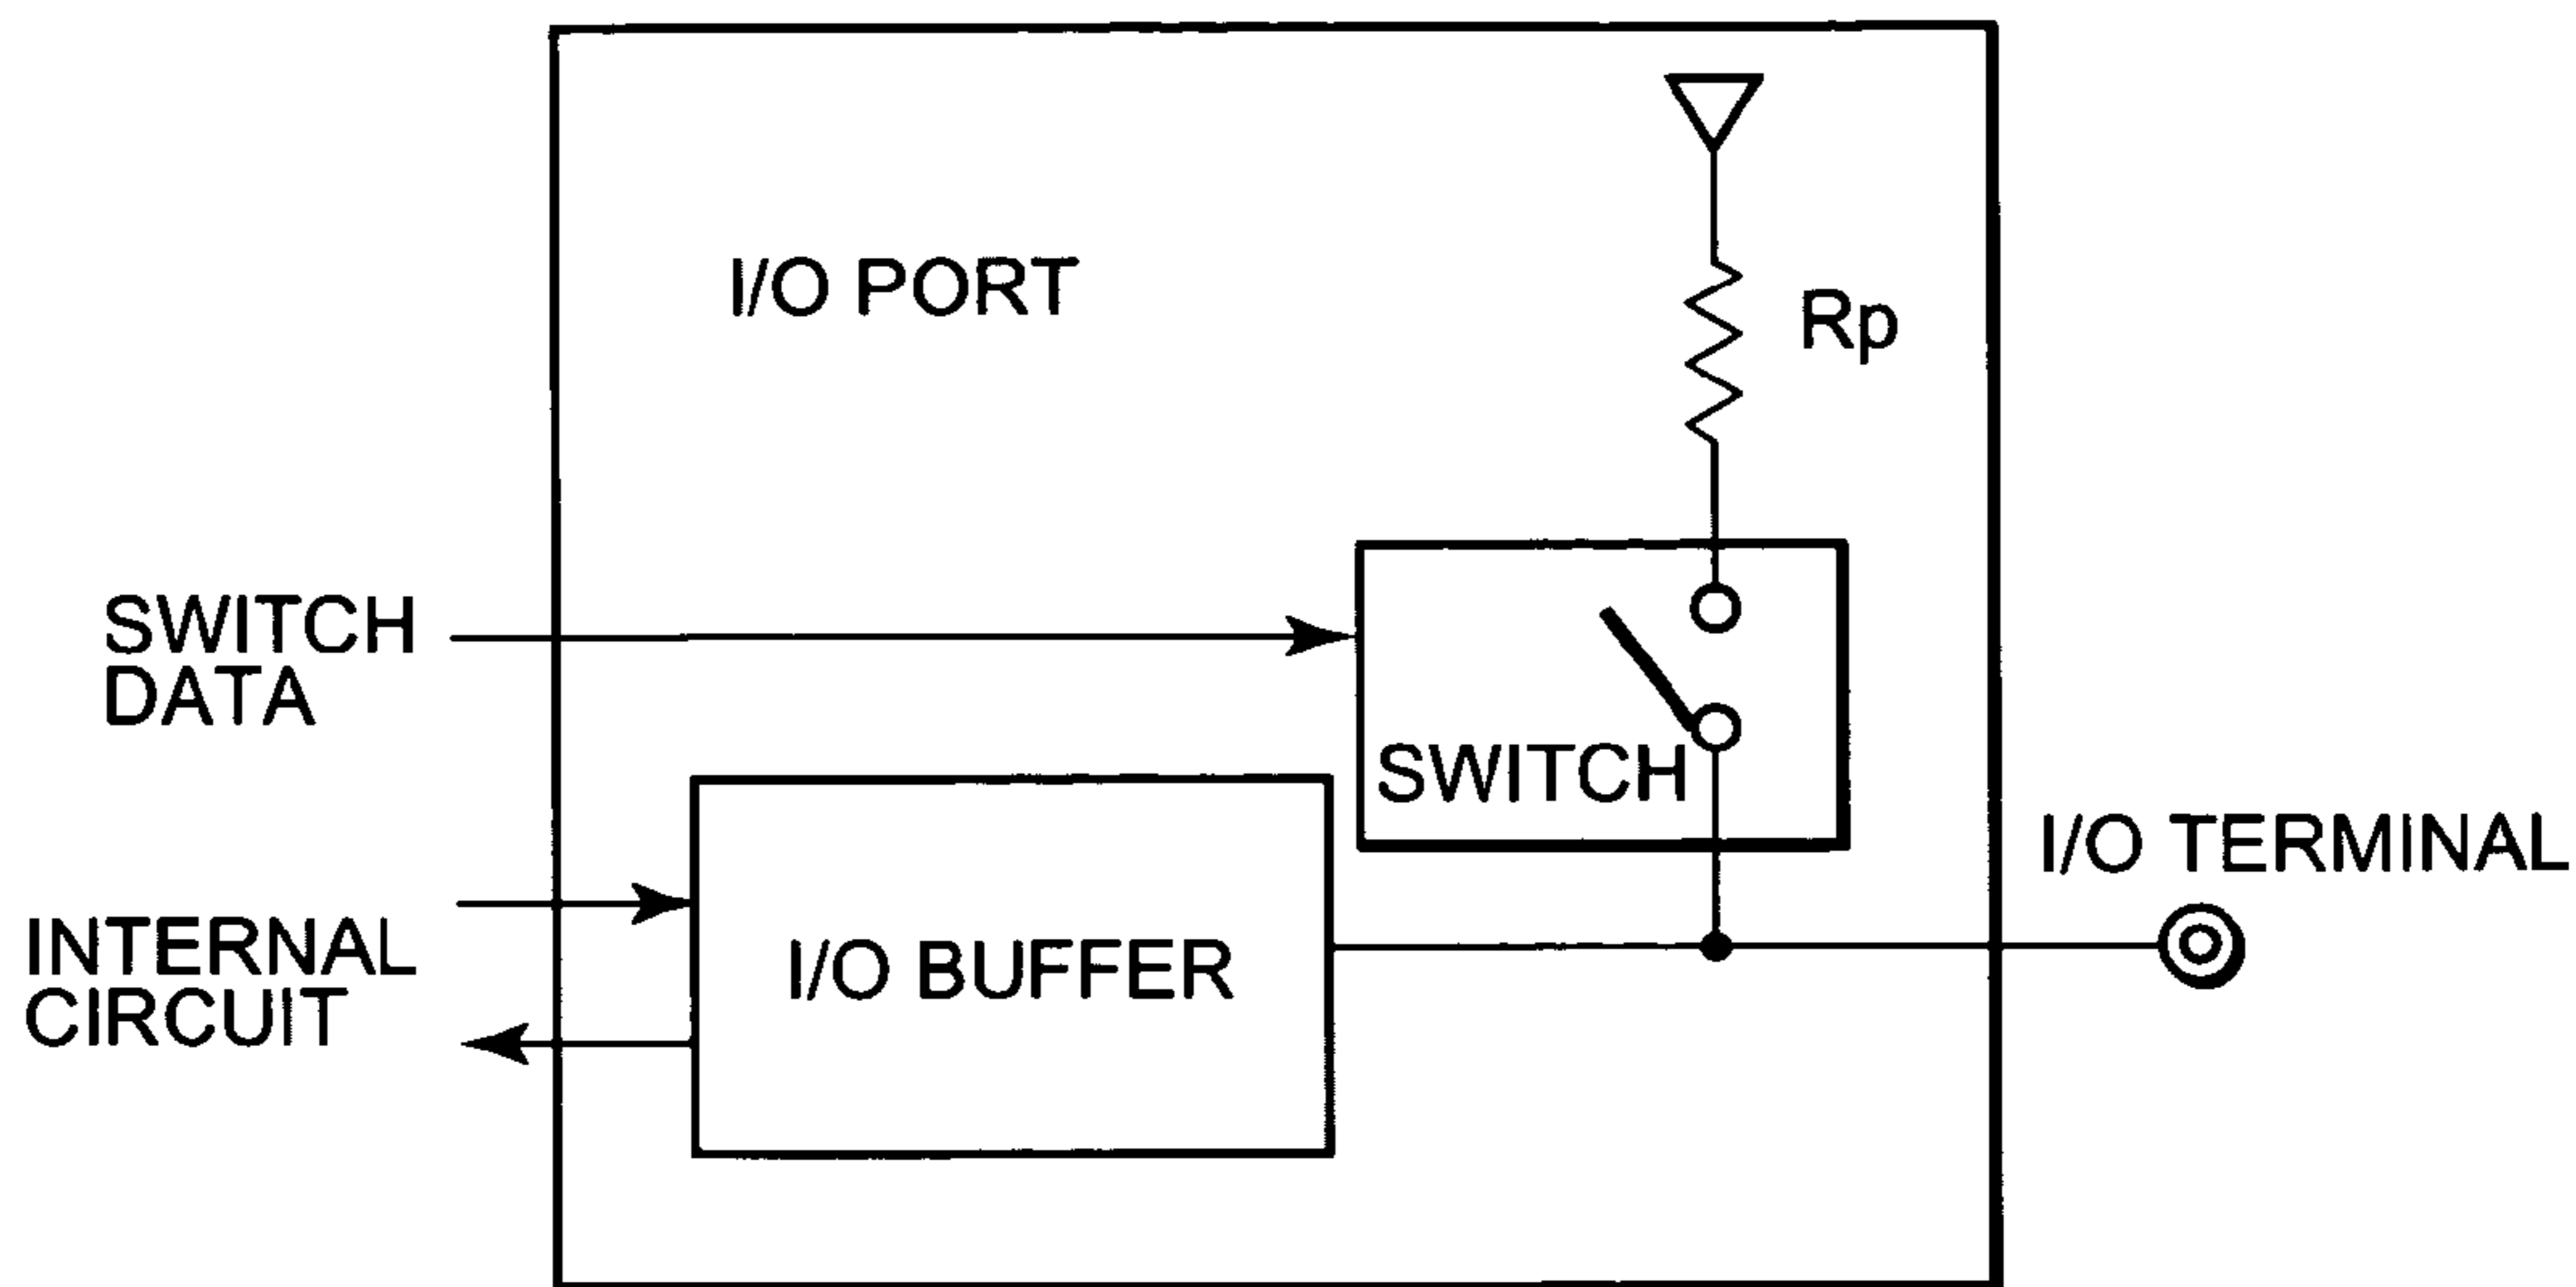 I/O PORT
Rp
SWITCH
DATA
SWITCH
I/O TERMINAL
INTERNAL
CIRCUIT
I/O BUFFER